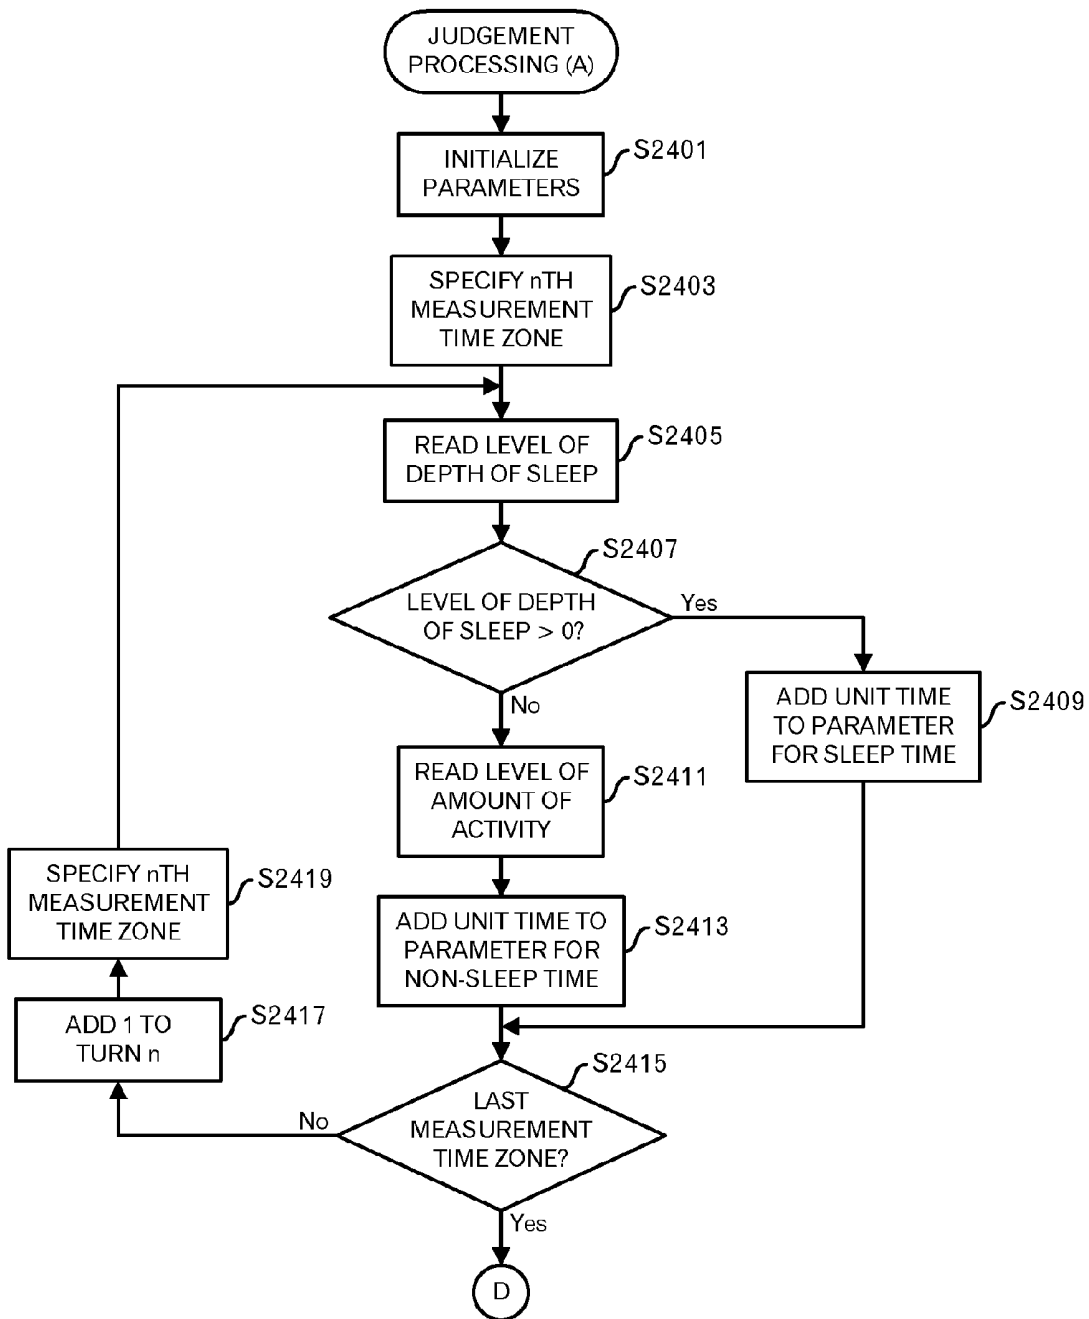 JUDGEMENT
PROCESSING (A)
INITIALIZE
PARAMETERS
S2401
SPECIFY nTH
MEASUREMENT
TIME ZONE
S2403
READ LEVEL OF
DEPTH OF SLEEP
S2405
LEVEL OF DEPTH
OF SLEEP > 0?
S2407
Yes
No
ADD UNIT TIME
TO PARAMETER
FOR SLEEP TIME
S2409
READ LEVEL OF
AMOUNT OF
ACTIVITY
S2411
ADD UNIT TIME TO
PARAMETER FOR
NON-SLEEP TIME
S2413
LAST
MEASUREMENT
TIME ZONE?
S2415
No
Yes
ADD 1 TO
TURN n
S2417
SPECIFY nTH
MEASUREMENT
TIME ZONE
S2419
D